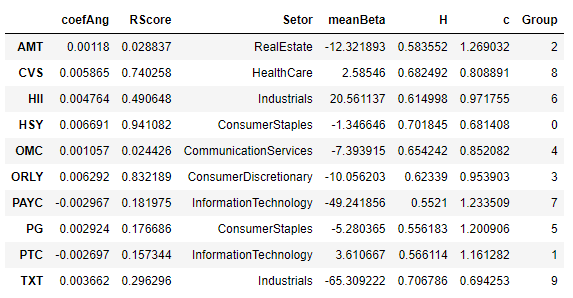 coefAng RScore Setor meanBeta H c Group
AMT 0.00118 0.028837 RealEstate -12.321893 0.583552 1.269032 2
CVS 0.005865 0.740258 HealthCare 2.58546 0.682492 0.808891 8
HII 0.004764 0.490648 Industrials 20.561137 0.614998 0.971755 6
HSY 0.006691 0.941082 ConsumerStaples -1.346646 0.701845 0.681408 0
OMC 0.001057 0.024426 CommunicationServices -7.393915 0.654242 0.852082 4
ORLY 0.006292 0.832189 ConsumerDiscretionary -10.056203 0.62339 0.953903 3
PAYC -0.002967 0.181975 InformationTechnology -49.241856 0.5521 1.233509 7
PG 0.002924 0.176686 ConsumerStaples -5.280365 0.556183 1.200906 5
PTC -0.002697 0.157344 InformationTechnology 3.610667 0.566114 1.161282 1
TXT 0.003662 0.296296 Industrials -65.309222 0.706786 0.694253 9